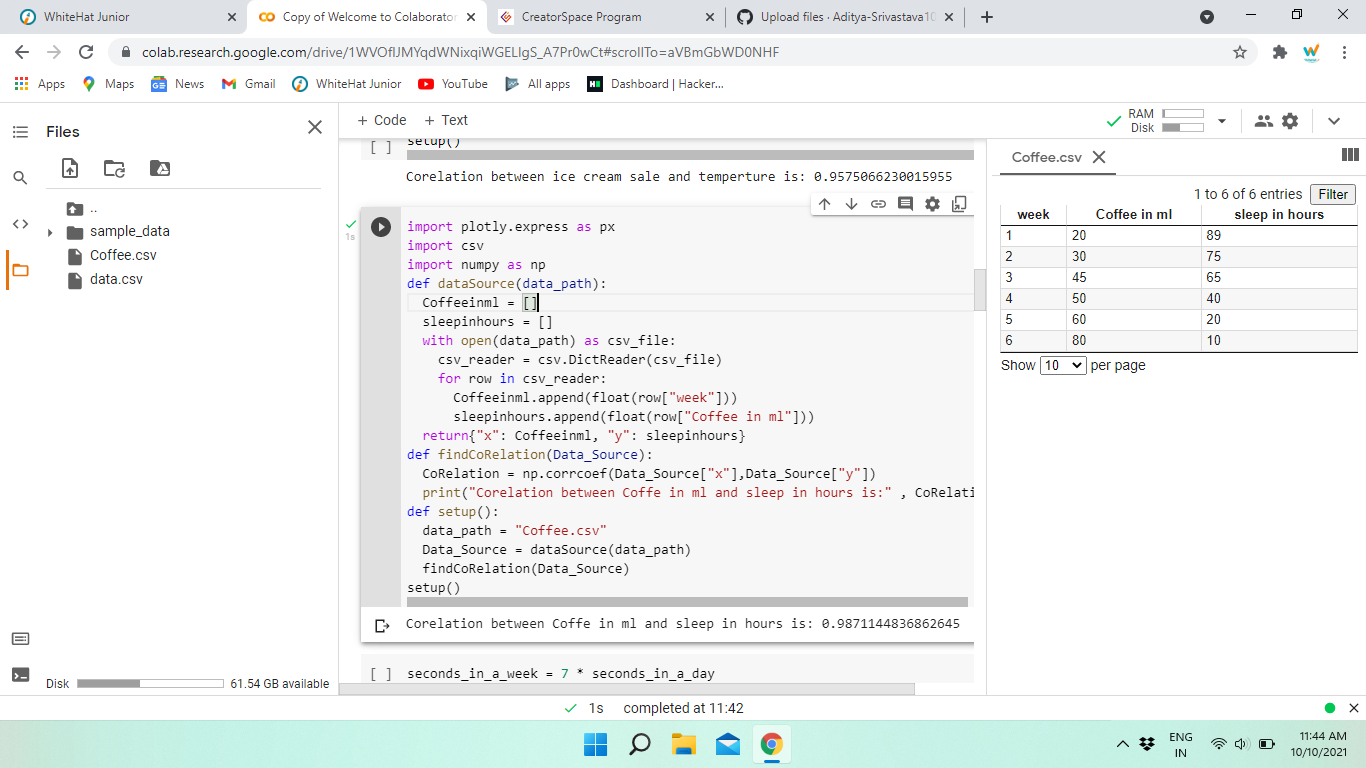 WhiteHat Junior
Copy of Welcome to Colaborator
CreatorSpace Program
Upload files · Aditya-Srivastava10
colab.research.google.com/drive/1WVOflJMYqdWNixqiWGELIgS_A7Pr0wCt#scrollTo=aVBmGbWD0NHF
Apps
Maps
News
Gmail
WhiteHat Junior
YouTube
All apps
Dashboard | Hacker...
Files
+ Code + Text
RAM
Disk
..
sample_data
Coffee.csv
data.csv
[ ] setup()
Corelation between ice cream sale and temperture is: 0.9575066230015955
1s
import plotly.express as px
import csv
import numpy as np
def dataSource(data_path):
Coffeeinml = []
sleepinhours = []
with open(data_path) as csv_file:
csv_reader = csv.DictReader(csv_file)
for row in csv_reader:
Coffeeinml.append(float(row["week"]))
sleepinhours.append(float(row["Coffee in ml"]))
return{"x": Coffeeinml, "y": sleepinhours}
def findCoRelation(Data_Source):
CoRelation = np.corrcoef(Data_Source["x"],Data_Source["y"])
print("Corelation between Coffe in ml and sleep in hours is:" , CoRelati
def setup():
data_path = "Coffee.csv"
Data_Source = dataSource(data_path)
findCoRelation(Data_Source)
setup()
Corelation between Coffe in ml and sleep in hours is: 0.9871144836862645
[ ] seconds_in_a_week = 7 * seconds_in_a_day
Coffee.csv
1 to 6 of 6 entries Filter
week Coffee in ml sleep in hours
1 20 89
2 30 75
3 45 65
4 50 40
5 60 20
6 80 10
Show 10 per page
Disk 61.54 GB available
1s completed at 11:42
ENG
IN
11:44 AM
10/10/2021